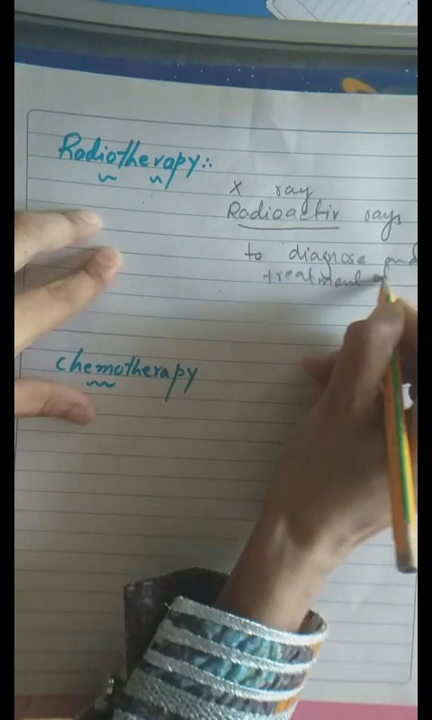 Radiotherapy:.
x ray
Radioactiv rays
to diagnose and
treatment
chemotherapy